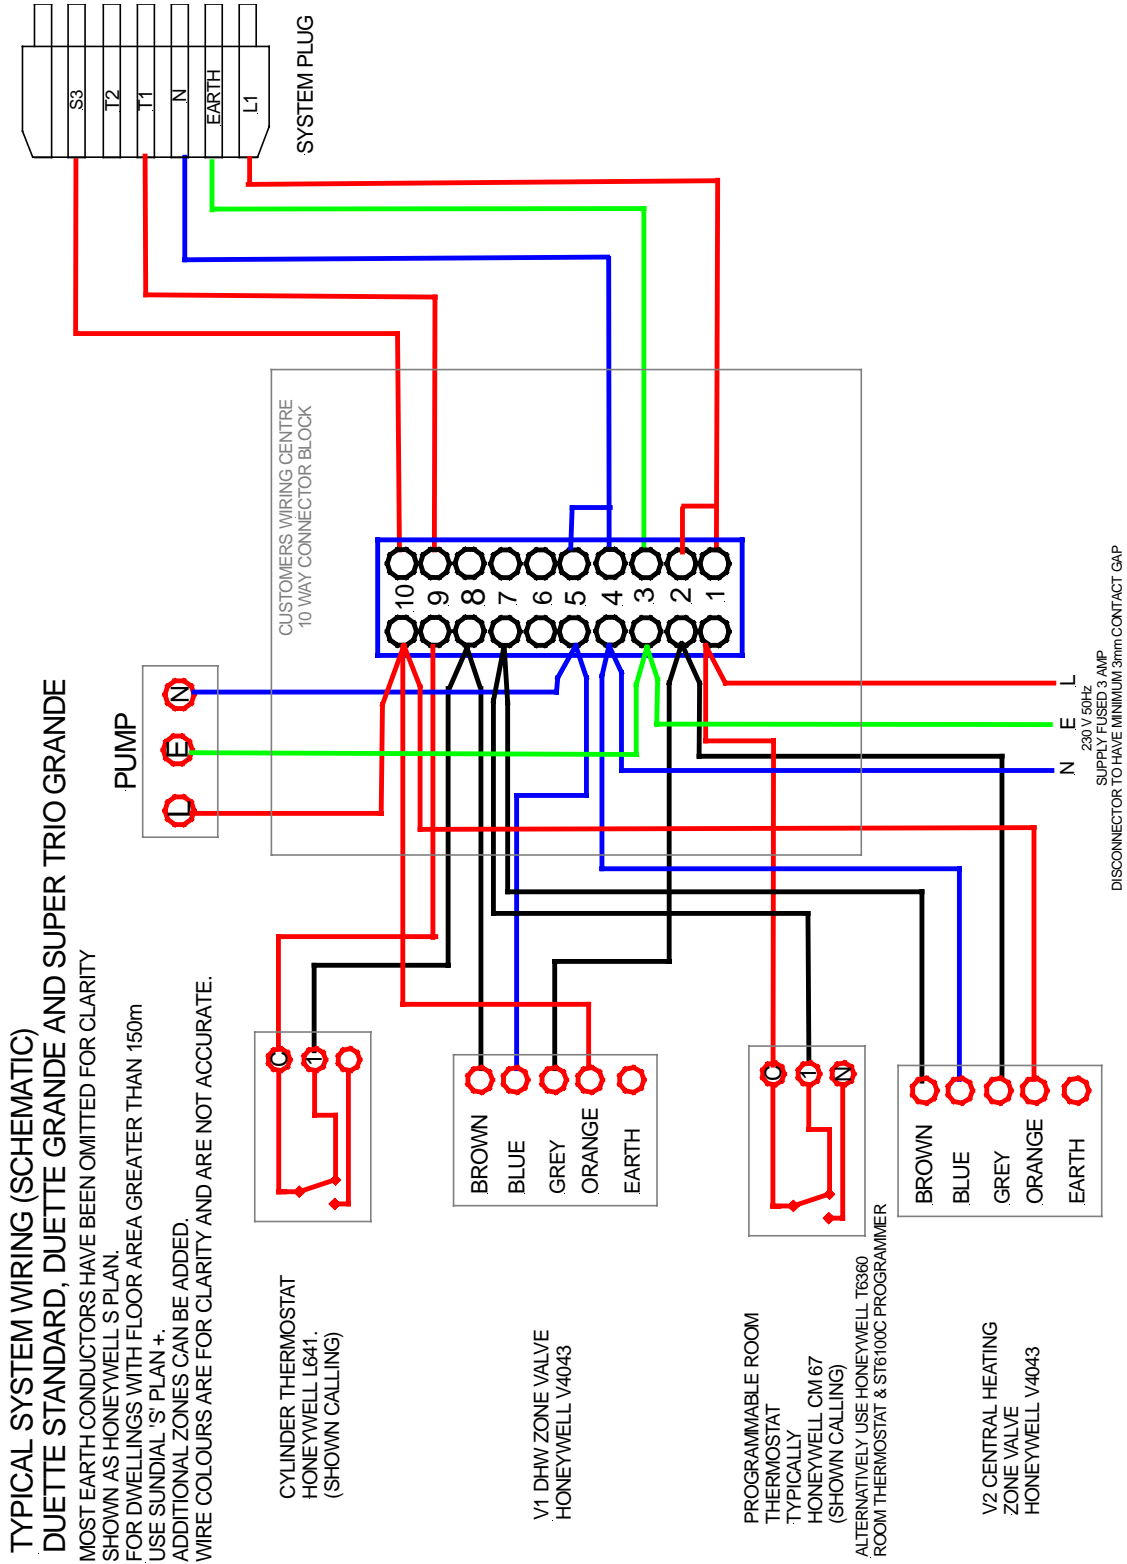 TYPICAL SYSTEM WIRING (SCHEMATIC)
DUETTE STANDARD, DUETTE GRANDE AND SUPER TRIO GRANDE
MOST EARTH CONDUCTORS HAVE BEEN OMITTED FOR CLARITY
SHOWN AS HONEYWELL S PLAN.
FOR DWELLINGS WITH FLOOR AREA GREATER THAN 150m
USE SUNDIAL 'S' PLAN +.
ADDITIONAL ZONES CAN BE ADDED.
WIRE COLOURS ARE FOR CLARITY AND ARE NOT ACCURATE.
PUMP
L
E
N
S3
T2
T1
N
EARTH
L1
SYSTEM PLUG
CUSTOMERS WIRING CENTRE
10 WAY CONNECTOR BLOCK
10
9
8
7
6
5
4
3
2
1
CYLINDER THERMOSTAT
HONEYWELL L641.
(SHOWN CALLING)
C
1
V1 DHW ZONE VALVE
HONEYWELL V4043
BROWN
BLUE
GREY
ORANGE
EARTH
PROGRAMMABLE ROOM
THERMOSTAT
TYPICALLY
HONEYWELL CM 67
(SHOWN CALLING)
ALTERNATIVELY USE HONEYWELL T6360
ROOM THERMOSTAT & ST6100C PROGRAMMER
C
1
N
V2 CENTRAL HEATING
ZONE VALVE
HONEYWELL V4043
BROWN
BLUE
GREY
ORANGE
EARTH
N
E
L
230 V 50Hz
SUPPLY FUSED 3 AMP
DISCONNECTOR TO HAVE MINIMUM 3mm CONTACT GAP